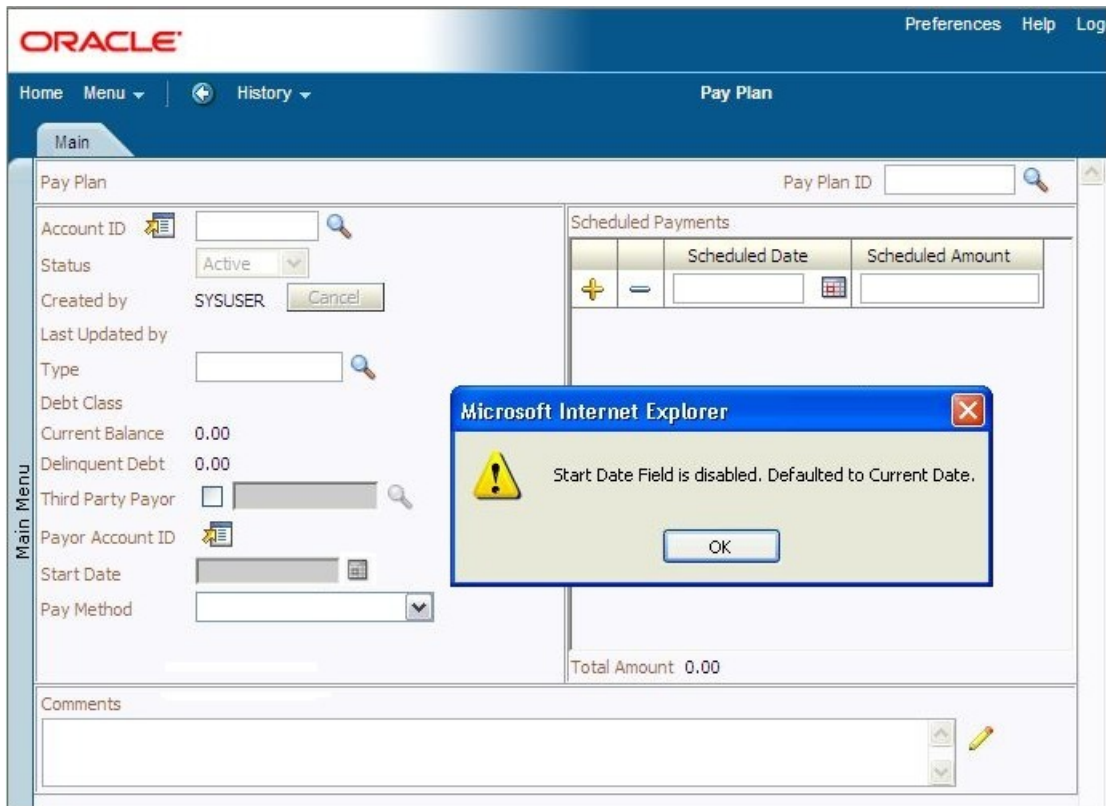 Preferences Help Log
ORACLE
Home Menu History Pay Plan
Main
Pay Plan
Pay Plan ID
Account ID
Status Active
Created by SYSUSER Cancel
Last Updated by
Type
Debt Class
Current Balance 0.00
Delinquent Debt 0.00
Third Party Payor
Payor Account ID
Start Date
Pay Method
Scheduled Payments
Scheduled Date Scheduled Amount
Total Amount 0.00
Microsoft Internet Explorer
Start Date Field is disabled. Defaulted to Current Date.
OK
Comments
Main Menu